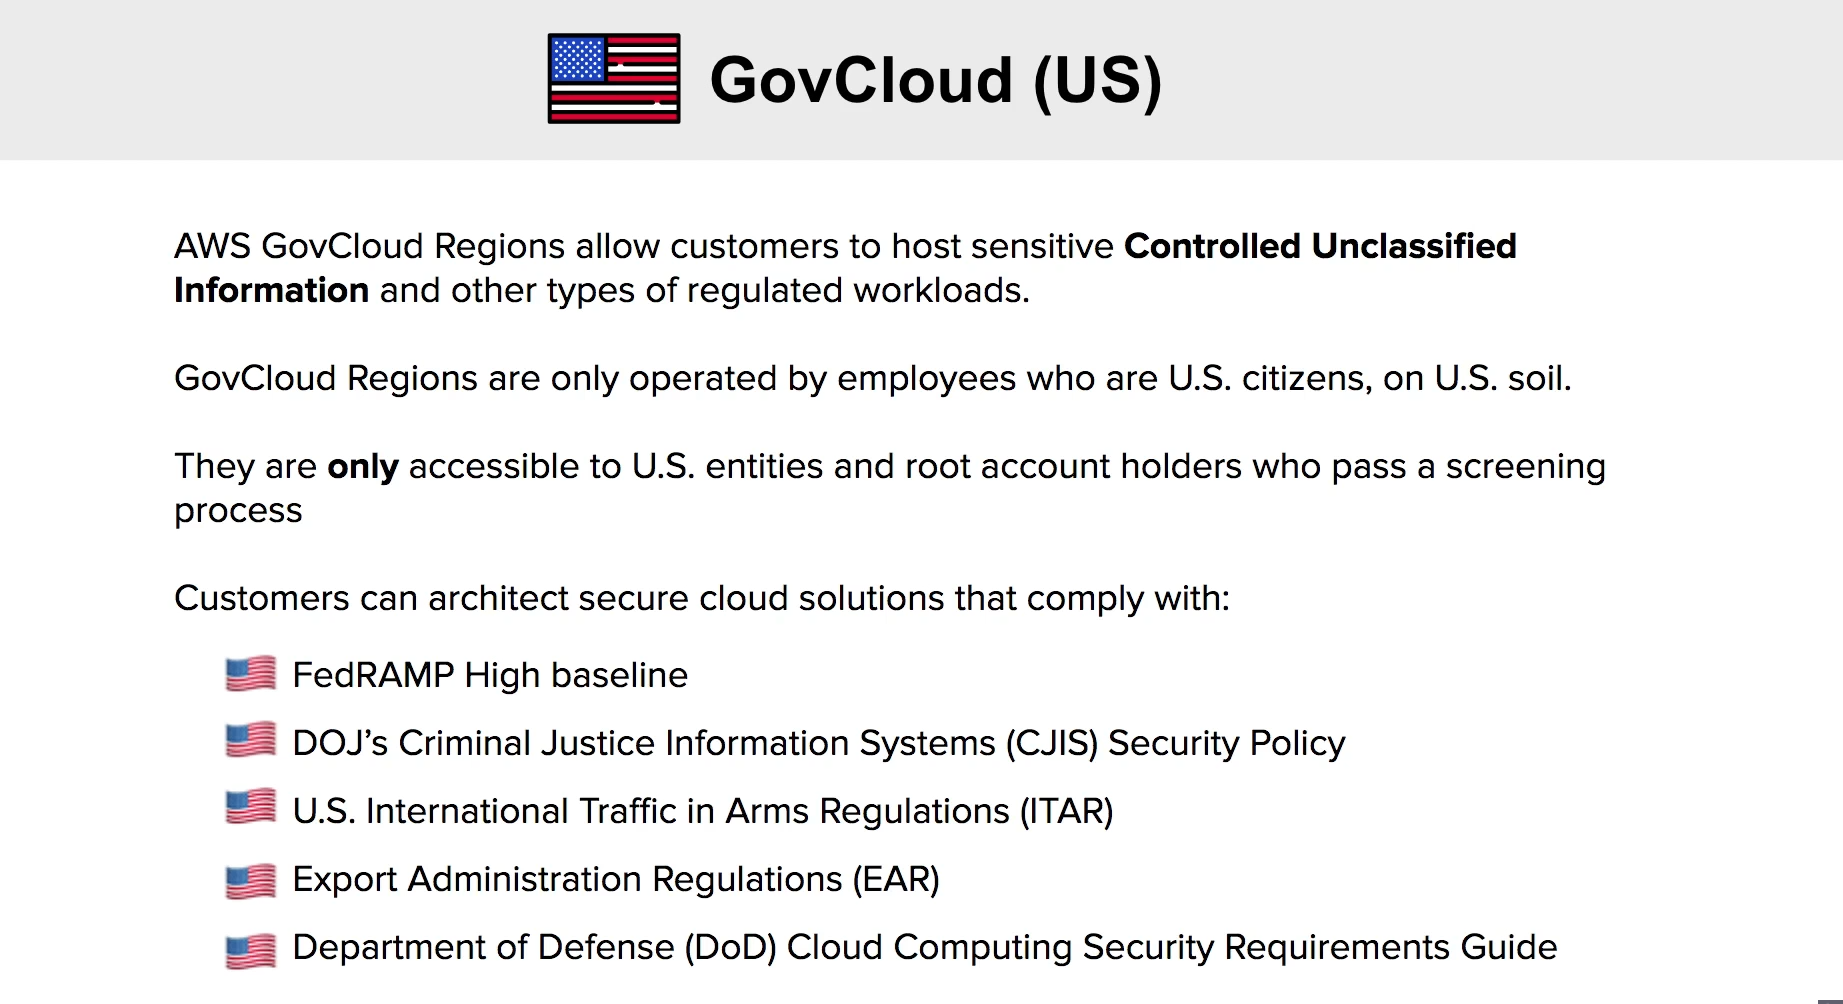 GovCloud (US)
AWS GovCloud Regions allow customers to host sensitive Controlled Unclassified
Information and other types of regulated workloads.
GovCloud Regions are only operated by employees who are U.S. citizens, on U.S. soil.
They are only accessible to U.S. entities and root account holders who pass a screening
process
Customers can architect secure cloud solutions that comply with:
FedRAMP High baseline
DOJ’s Criminal Justice Information Systems (CJIS) Security Policy
U.S. International Traffic in Arms Regulations (ITAR)
Export Administration Regulations (EAR)
Department of Defense (DoD) Cloud Computing Security Requirements Guide